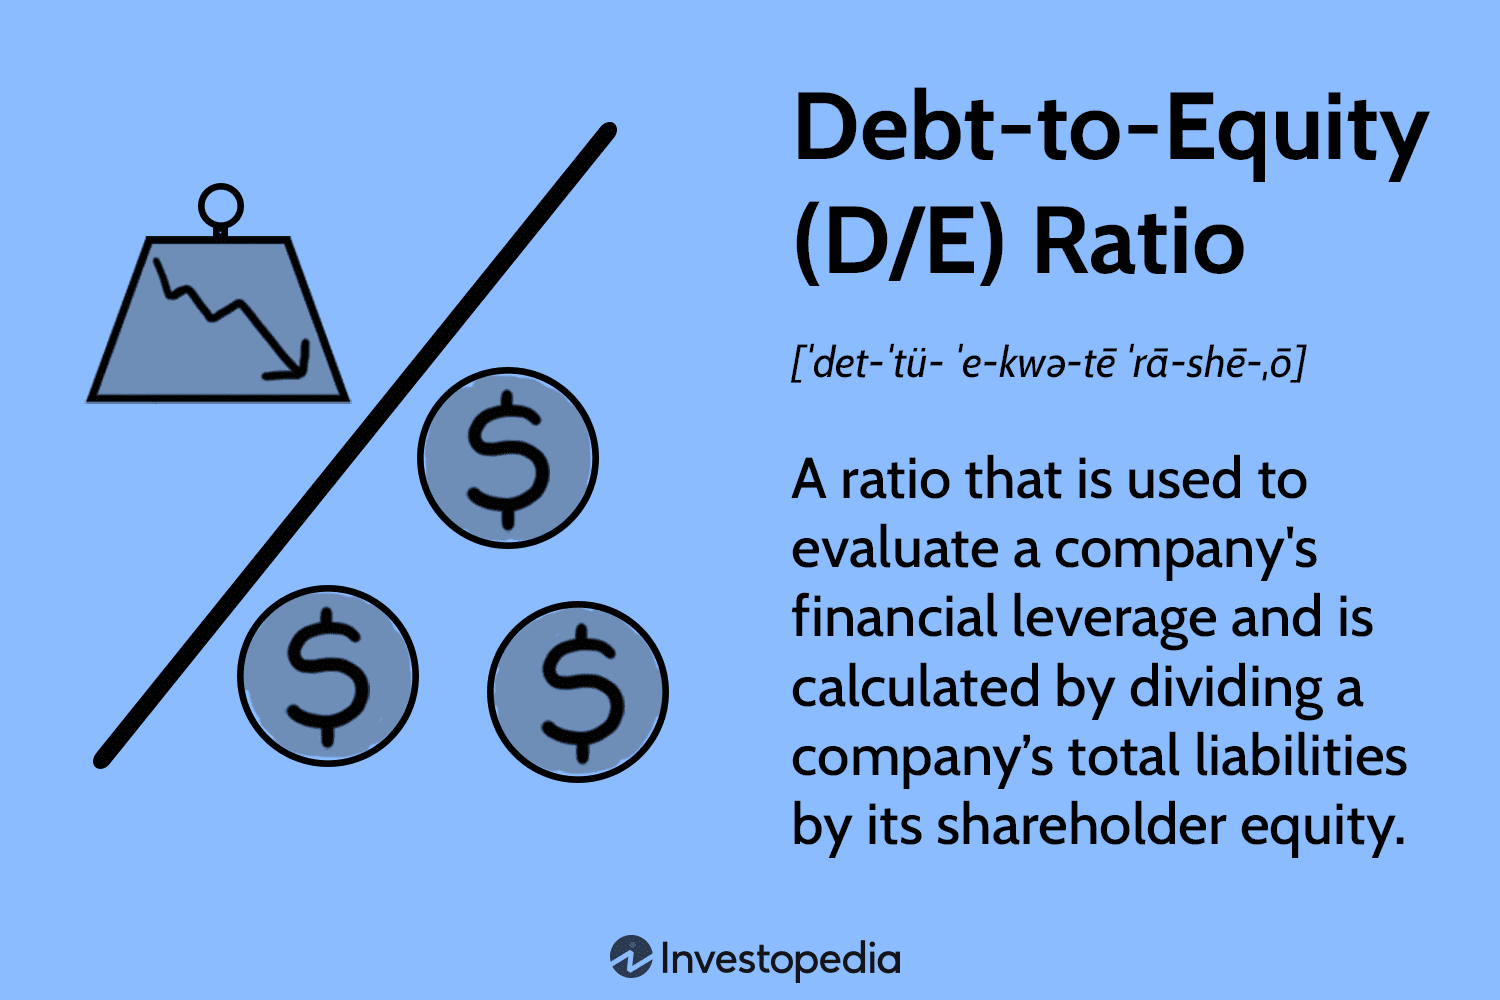 Debt-to-Equity
(D/E) Ratio
[ˈdet-ˈtü- ˈe-kwə-tē ˈrā-shē-ˌō]
A ratio that is used to
evaluate a company's
financial leverage and is
calculated by dividing a
company’s total liabilities
by its shareholder equity.
$
$
$
Investopedia